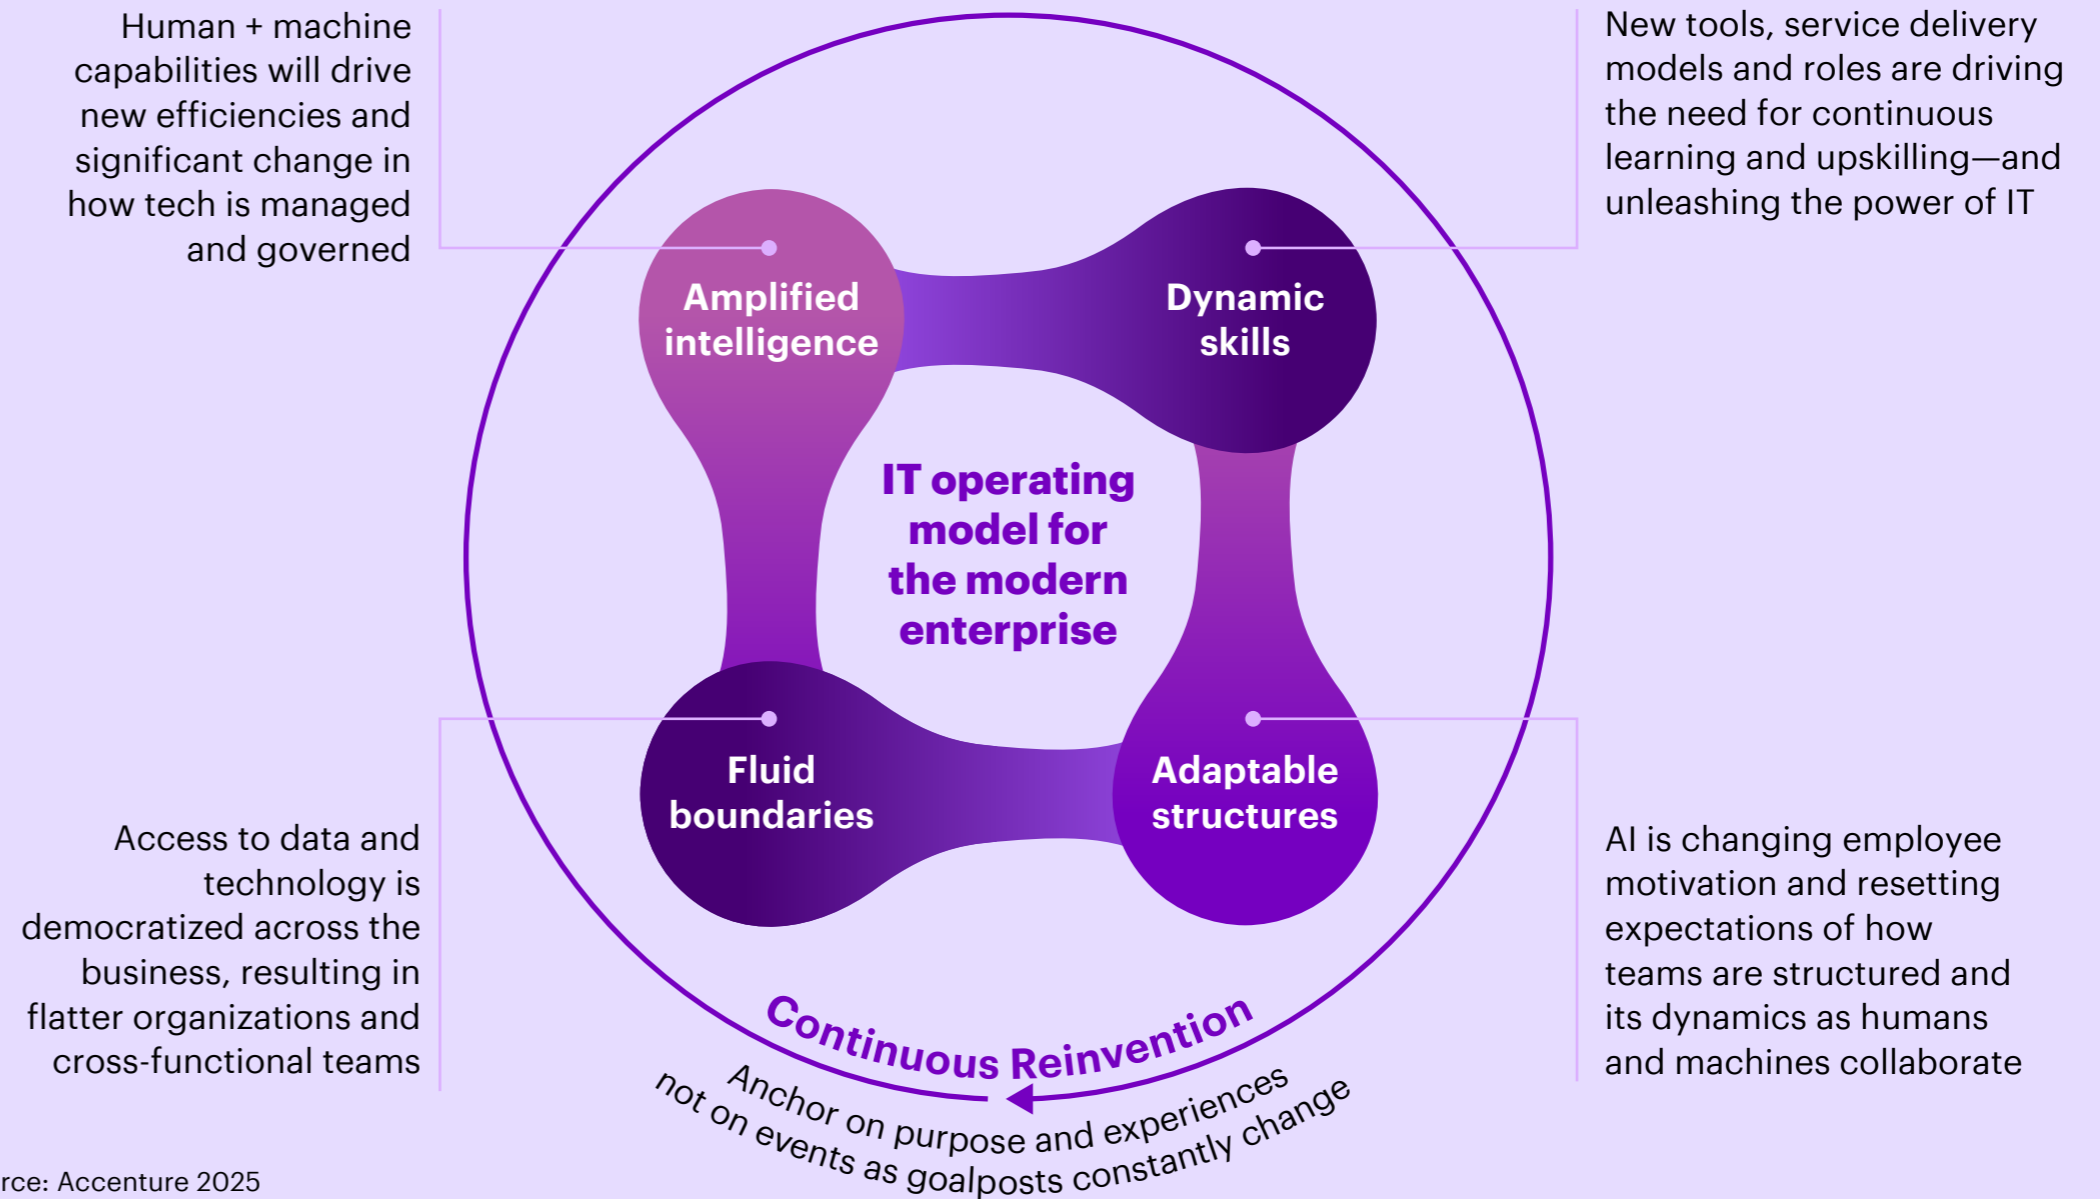 Human + machine
capabilities will drive
new efficiencies and
significant change in
how tech is managed
and governed
New tools, service delivery
models and roles are driving
the need for continuous
learning and upskilling—and
unleashing the power of IT
Amplified
intelligence
Dynamic
skills
IT operating
model for
the modern
enterprise
Fluid
boundaries
Adaptable
structures
Access to data and
technology is
democratized across the
business, resulting in
flatter organizations and
cross-functional teams
AI is changing employee
motivation and resetting
expectations of how
teams are structured and
its dynamics as humans
and machines collaborate
Continuous Reinvention
Anchor on purpose and experiences
not on events as goalposts constantly change
rce: Accenture 2025